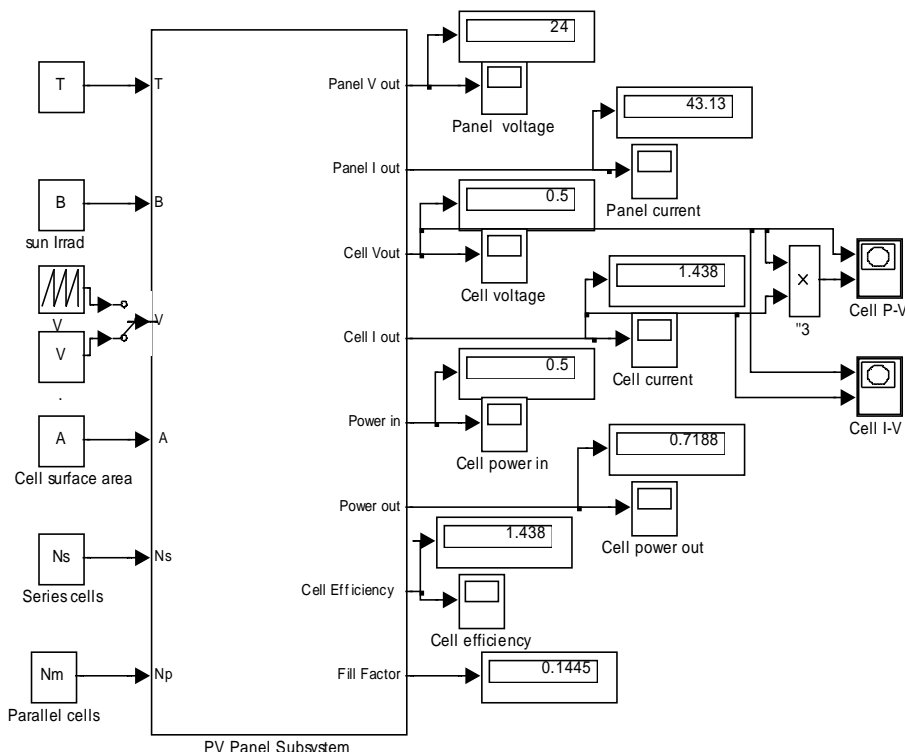 24
T
T
Panel V out
Panel voltage
43.13
Panel I out
Panel current
B
B
sun Irrad
0.5
Cell Vout
Cell voltage
V
V
V
.
1.438
Cell I out
Cell current
X
"3
Cell P-V
0.5
Power in
Cell power in
Cell I-V
A
A
Cell surface area
0.7188
Power out
Cell power out
1.438
Ns
Ns
Series cells
Cell Efficiency
Cell efficiency
Nm
Np
Parallel cells
Fill Factor
0.1445
PV Panel Subsystem